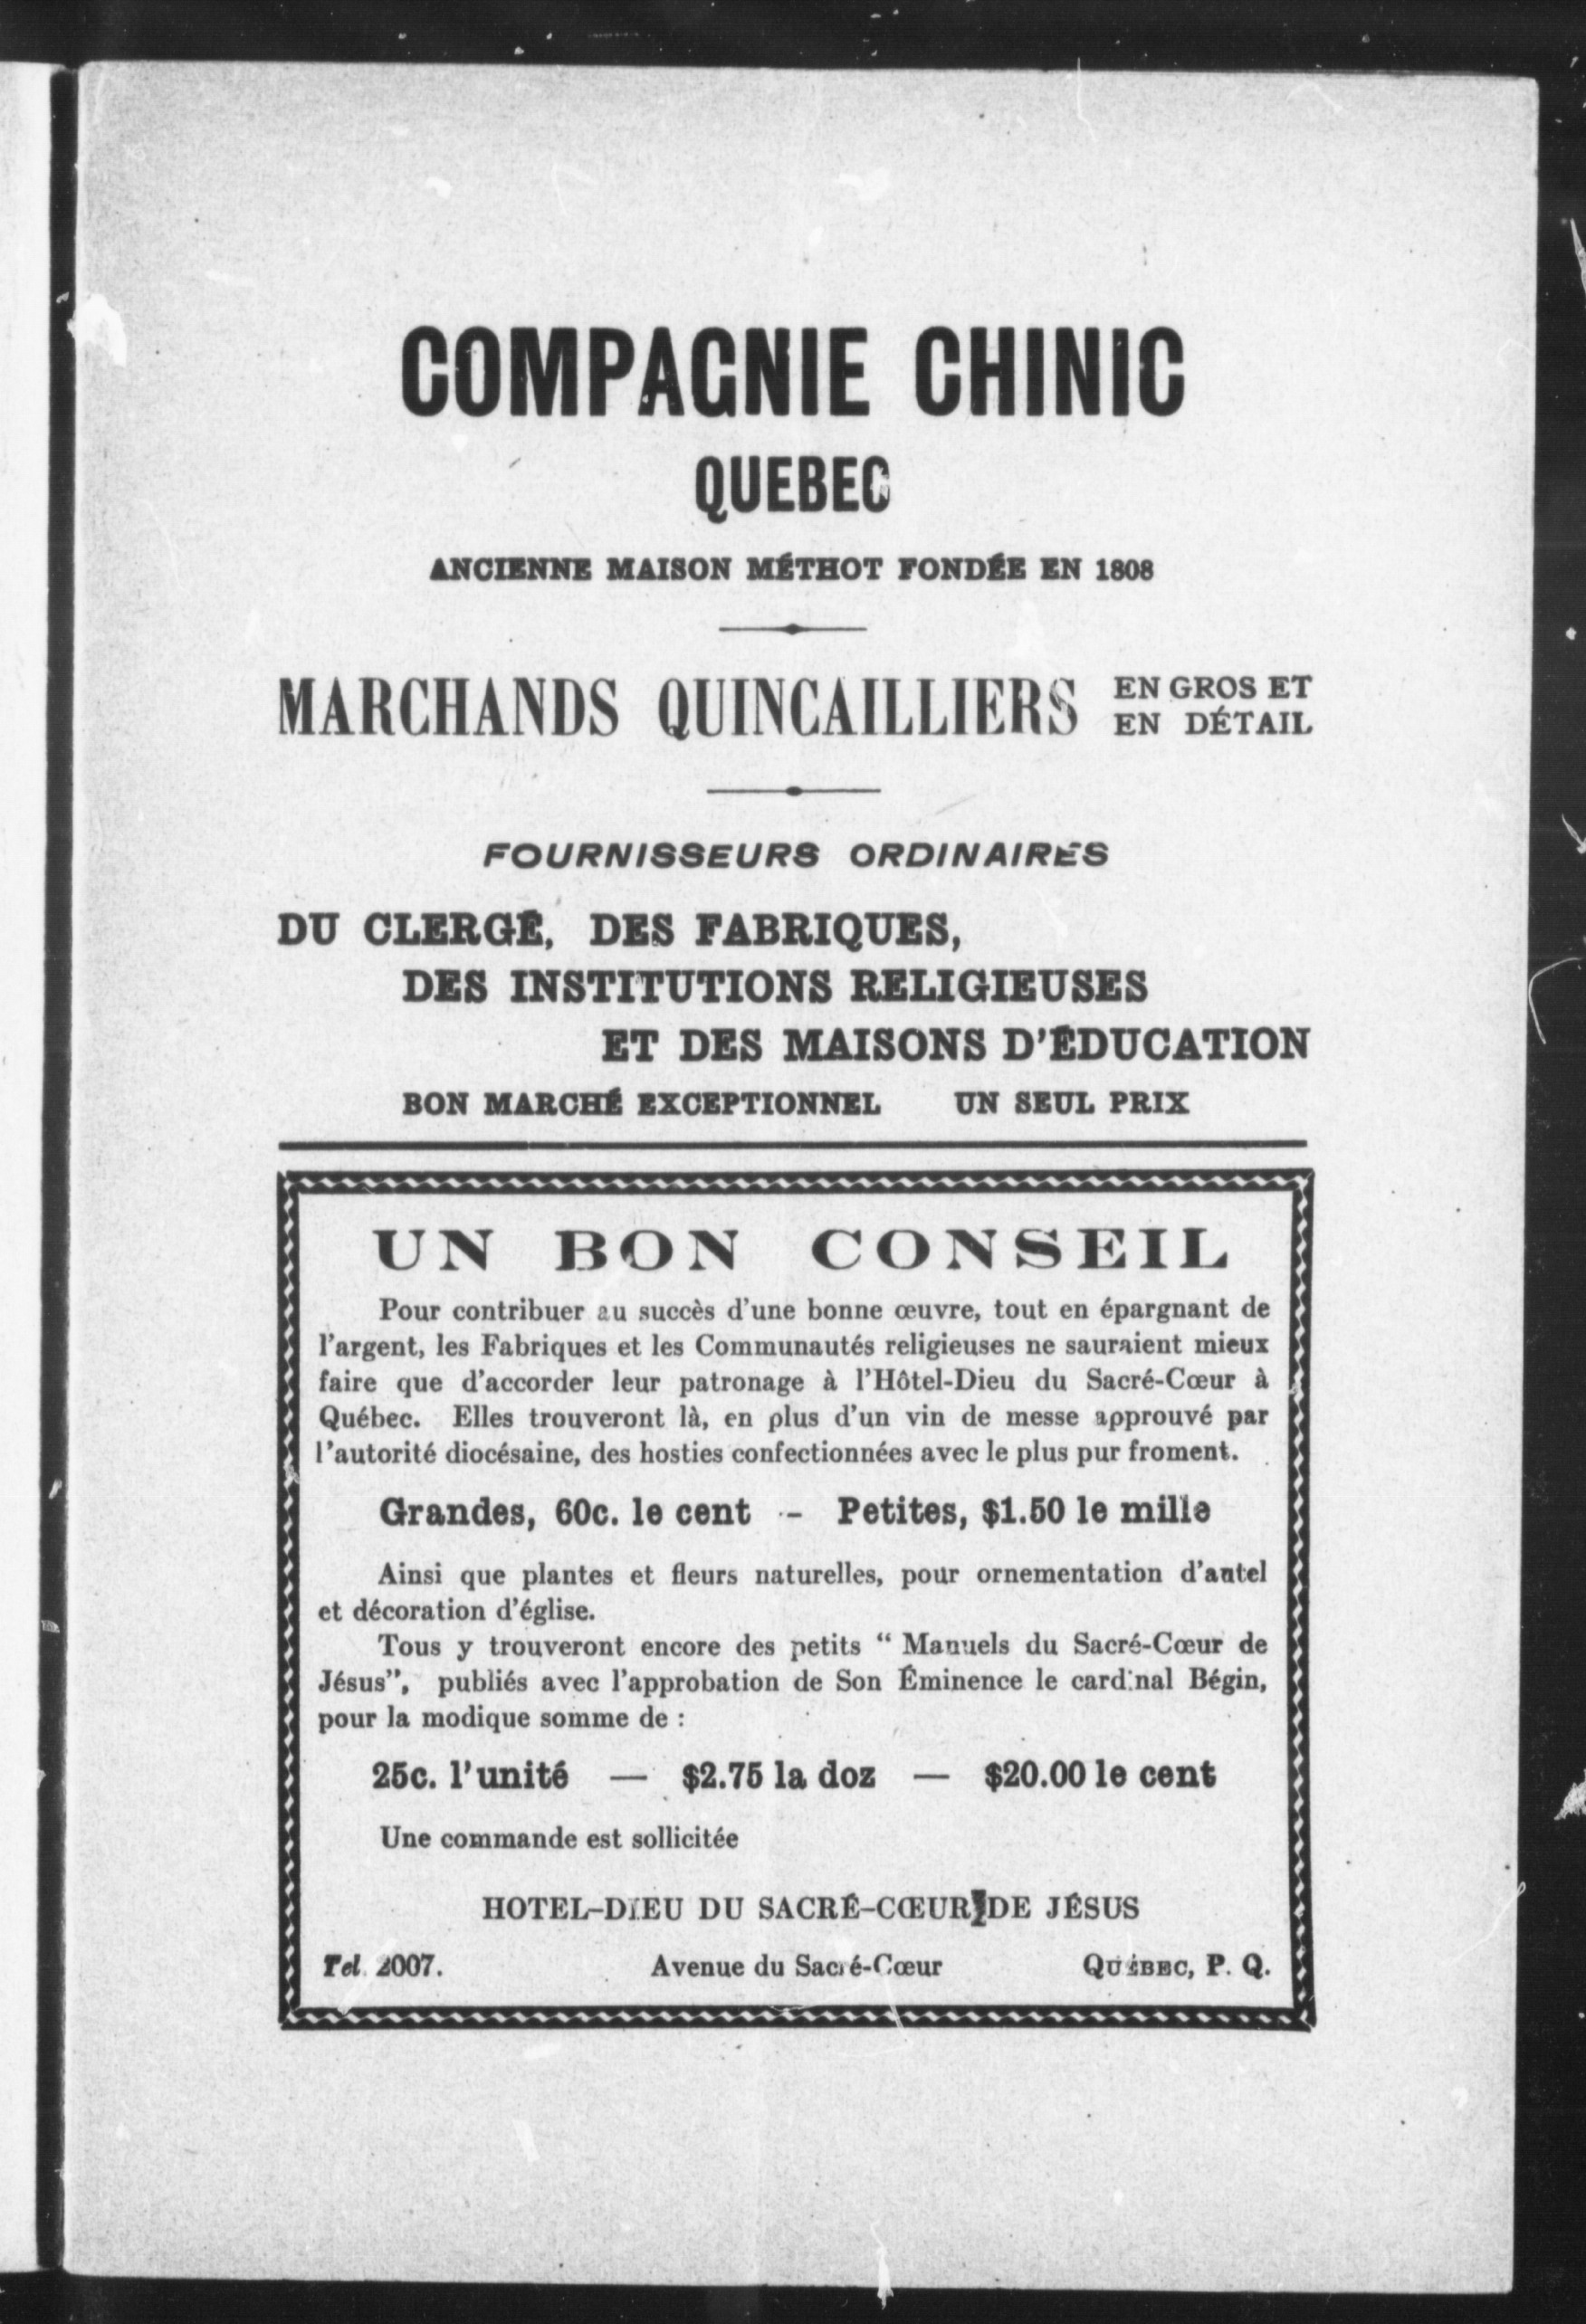 COMPAGNIE CHINIC
QUEBEC
ANCIENNE MAISON MÉTHOT FONDÉE EN 1808
MARCHANDS QUINCAILLIERS EN GROS ET
EN DÉTAIL
FOURNISSEURS ORDINAIRES
DU CLERGÉ, DES FABRIQUES,
DES INSTITUTIONS RELIGIEUSES
ET DES MAISONS D'ÉDUCATION
BON MARCHÉ EXCEPTIONNEL UN SEUL PRIX
UN BON CONSEIL
Pour contribuer au succès d'une bonne œuvre, tout en épargnant de
l'argent, les Fabriques et les Communautés religieuses ne sauraient mieux
faire que d'accorder leur patronage à l'Hôtel-Dieu du Sacré-Cœur à
Québec. Elles trouveront là, en plus d'un vin de messe approuvé par
l'autorité diocésaine, des hosties confectionnées avec le plus pur froment.
Grandes, 60c. le cent -- Petites, $1.50 le mille
Ainsi que plantes et fleurs naturelles, pour ornementation d'autel
et décoration d'église.
Tous y trouveront encore des petits “ Manuels du Sacré-Cœur de
Jésus”, publiés avec l'approbation de Son Éminence le cardinal Bégin,
pour la modique somme de :
25c. l'unité — $2.75 la doz — $20.00 le cent
Une commande est sollicitée
HOTEL-DIEU DU SACRÉ-CŒUR DE JÉSUS
Tel. 2007. Avenue du Sacré-Cœur QUÉBEC, P. Q.